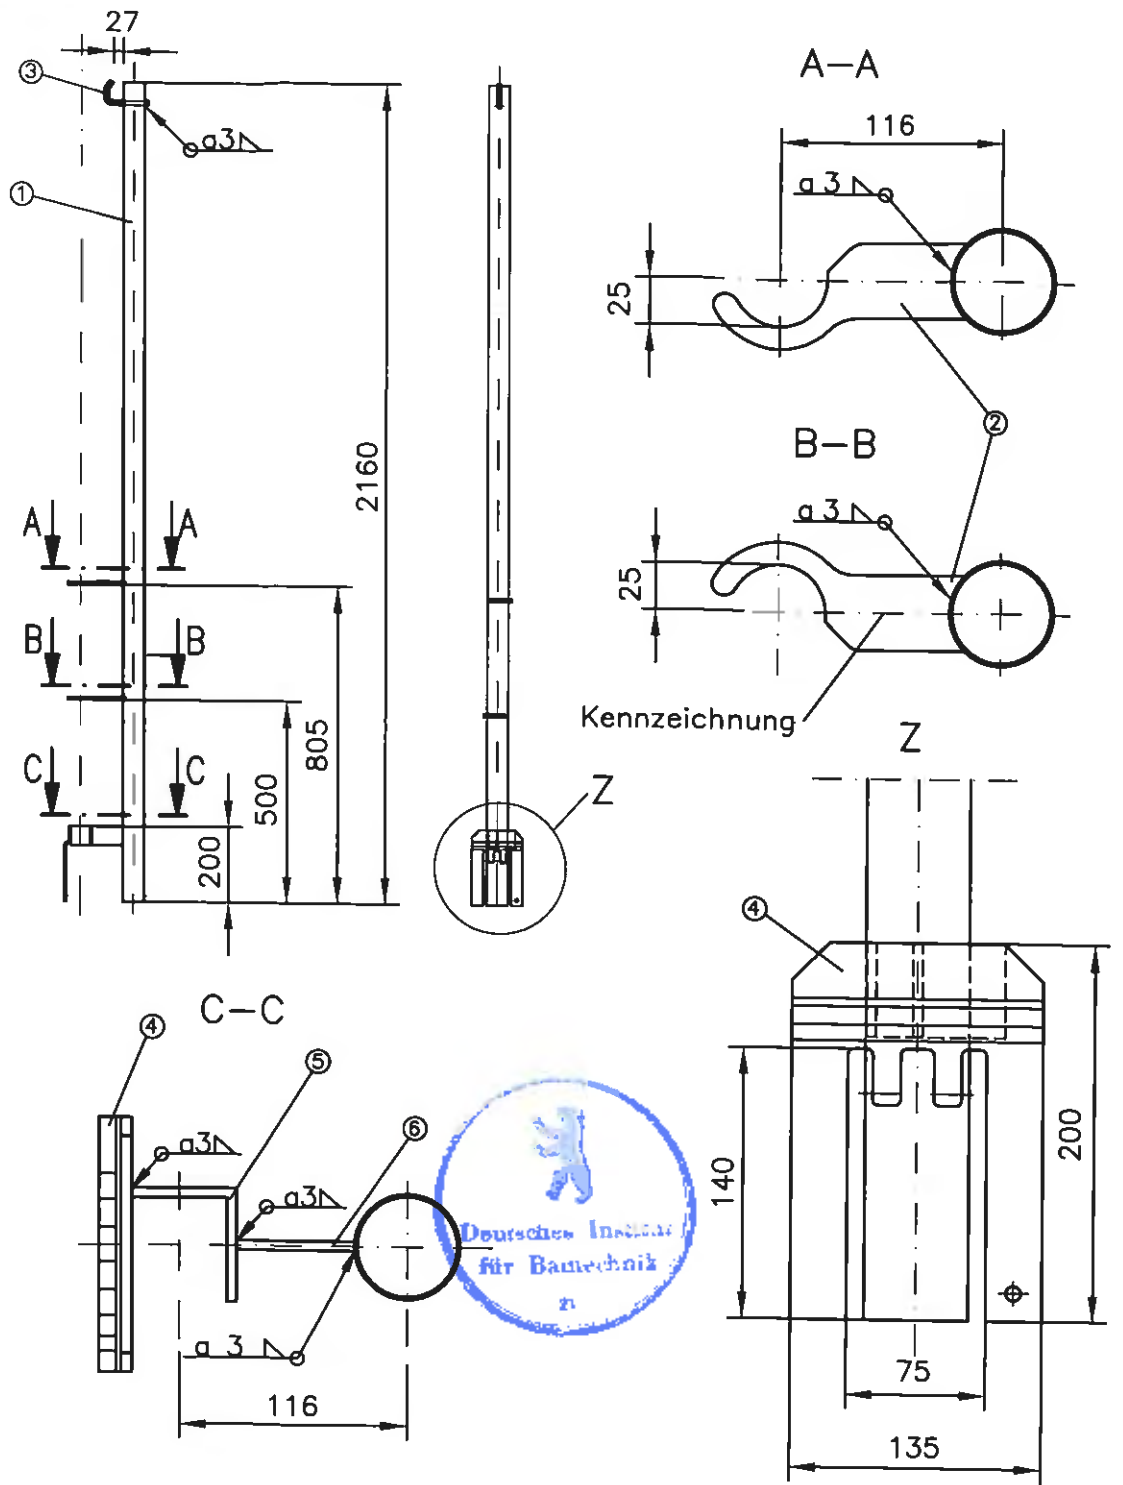 27
3
a3
1
2160
A A
B B
805
500
C C
200
Z
A–A
116
a 3
25
2
B–B
a 3
25
Kennzeichnung
Z
4
140
200
75
135
C–C
4
5
6
a3
a3
a 3
116
Deutsches Institut
für Bautechnik